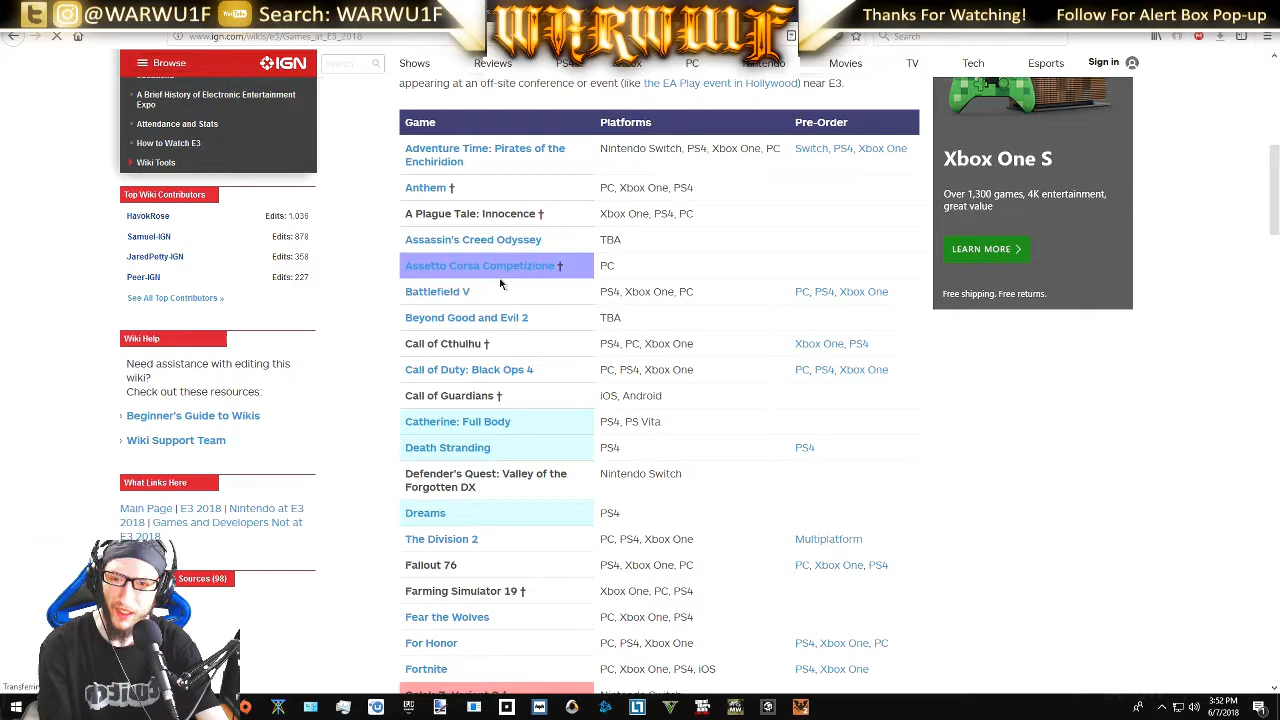 @WARWU1F You Tube Search: WARWU1F
WARWU1F
Thanks For Watching! Follow For Alert Box Pop-up
www.ign.com/wikis/e3/Games_at_E3_2018
Search
Browse
IGN
Search
Shows Reviews PS4 Xbox PC Nintendo Movies TV Tech Esports Sign in
A Brief History of Electronic Entertainment
Expo
Attendance and Stats
How to Watch E3
Wiki Tools
Top Wiki Contributors
HavokRose Edits: 1,036
Samuel-IGN Edits: 878
JaredPetty-IGN Edits: 358
Peer-IGN Edits: 227
See All Top Contributors »
Wiki Help
Need assistance with editing this
wiki?
Check out these resources:
› Beginner's Guide to Wikis
› Wiki Support Team
What Links Here
Main Page | E3 2018 | Nintendo at E3
2018 | Games and Developers Not at
E3 2018
Sources (98)
appearing at an off-site conference or event (like the EA Play event in Hollywood) near E3.
Game Platforms Pre-Order
Adventure Time: Pirates of the
Enchiridion
Nintendo Switch, PS4, Xbox One, PC Switch, PS4, Xbox One
Anthem † PC, Xbox One, PS4
A Plague Tale: Innocence † Xbox One, PS4, PC
Assassin's Creed Odyssey TBA
Assetto Corsa Competizione † PC
Battlefield V PS4, Xbox One, PC PC, PS4, Xbox One
Beyond Good and Evil 2 TBA
Call of Cthulhu † PS4, PC, Xbox One Xbox One, PS4
Call of Duty: Black Ops 4 PC, PS4, Xbox One PC, PS4, Xbox One
Call of Guardians † iOS, Android
Catherine: Full Body PS4, PS Vita
Death Stranding PS4 PS4
Defender's Quest: Valley of the
Forgotten DX
Nintendo Switch
Dreams PS4
The Division 2 PC, PS4, Xbox One Multiplatform
Fallout 76 PS4, Xbox One, PC PC, Xbox One, PS4
Farming Simulator 19 † Xbox One, PC, PS4
Fear the Wolves PC, Xbox One, PS4
For Honor PC, PS4, Xbox One PS4, Xbox One, PC
Fortnite PC, Xbox One, PS4, iOS PS4, Xbox One
Xbox One S
Over 1,300 games, 4K entertainment,
great value
LEARN MORE
Free shipping. Free returns.
3:52 PM
6/7/2018